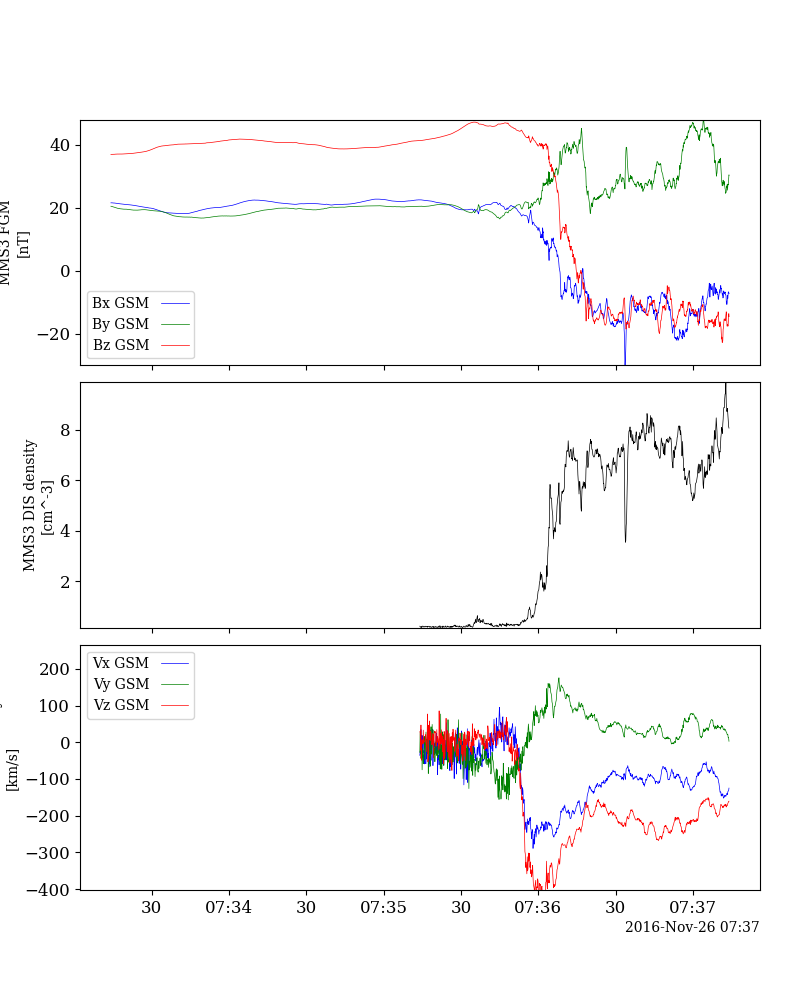 MMS3 FGM
[nT]
40
20
0
−20
Bx GSM
By GSM
Bz GSM
MMS3 DIS density
[cm^-3]
8
6
4
2
[km/s]
200
100
0
−100
−200
−300
−400
Vx GSM
Vy GSM
Vz GSM
30 07:34 30 07:35 30 07:36 30 07:37
2016-Nov-26 07:37